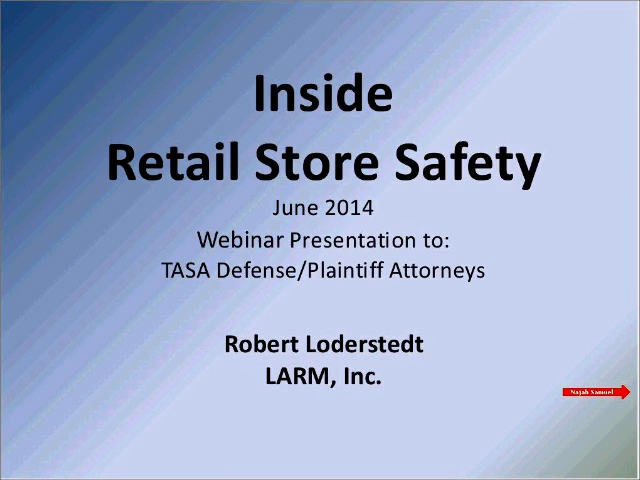 Inside
Retail Store Safety
June 2014
Webinar Presentation to:
TASA Defense/Plaintiff Attorneys
Robert Loderstedt
LARM, Inc.
Najah Samuel